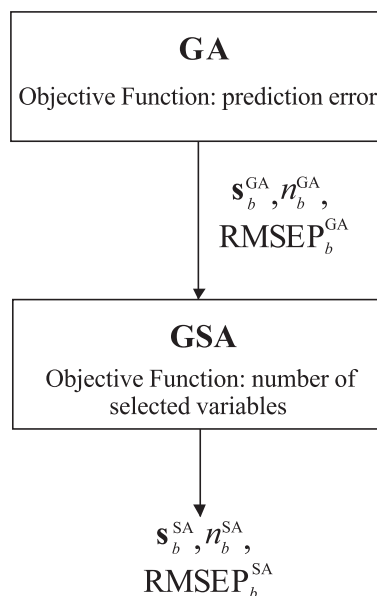 GA
Objective Function: prediction error
s_b^GA, n_b^GA,
RMSEP_b^GA
GSA
Objective Function: number of
selected variables
s_b^SA, n_b^SA,
RMSEP_b^SA